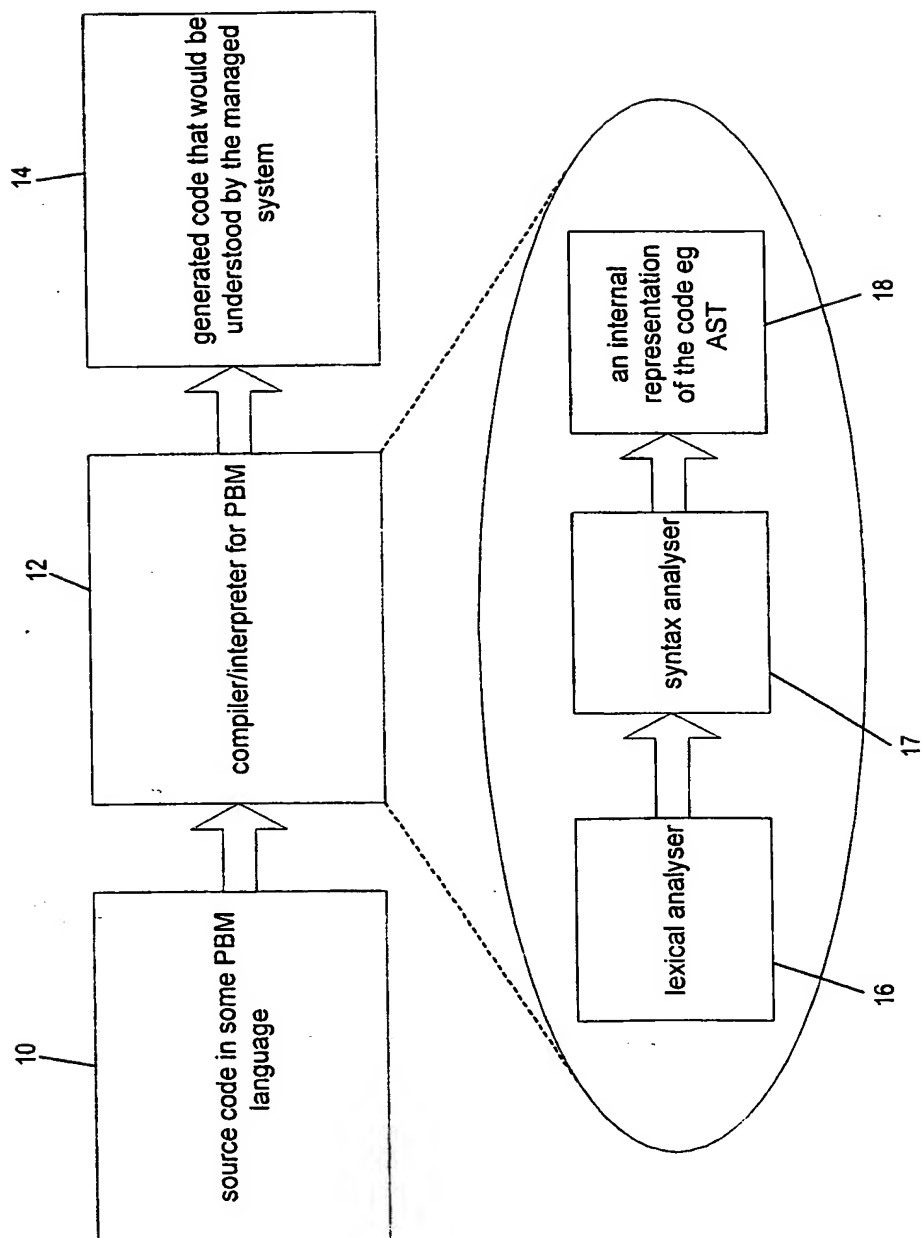 10
source code in some PBM
language
12
compiler/interpreter for PBM
14
generated code that would be
understood by the managed
system
16
lexical analyser
17
syntax analyser
18
an internal
representation
of the code eg
AST